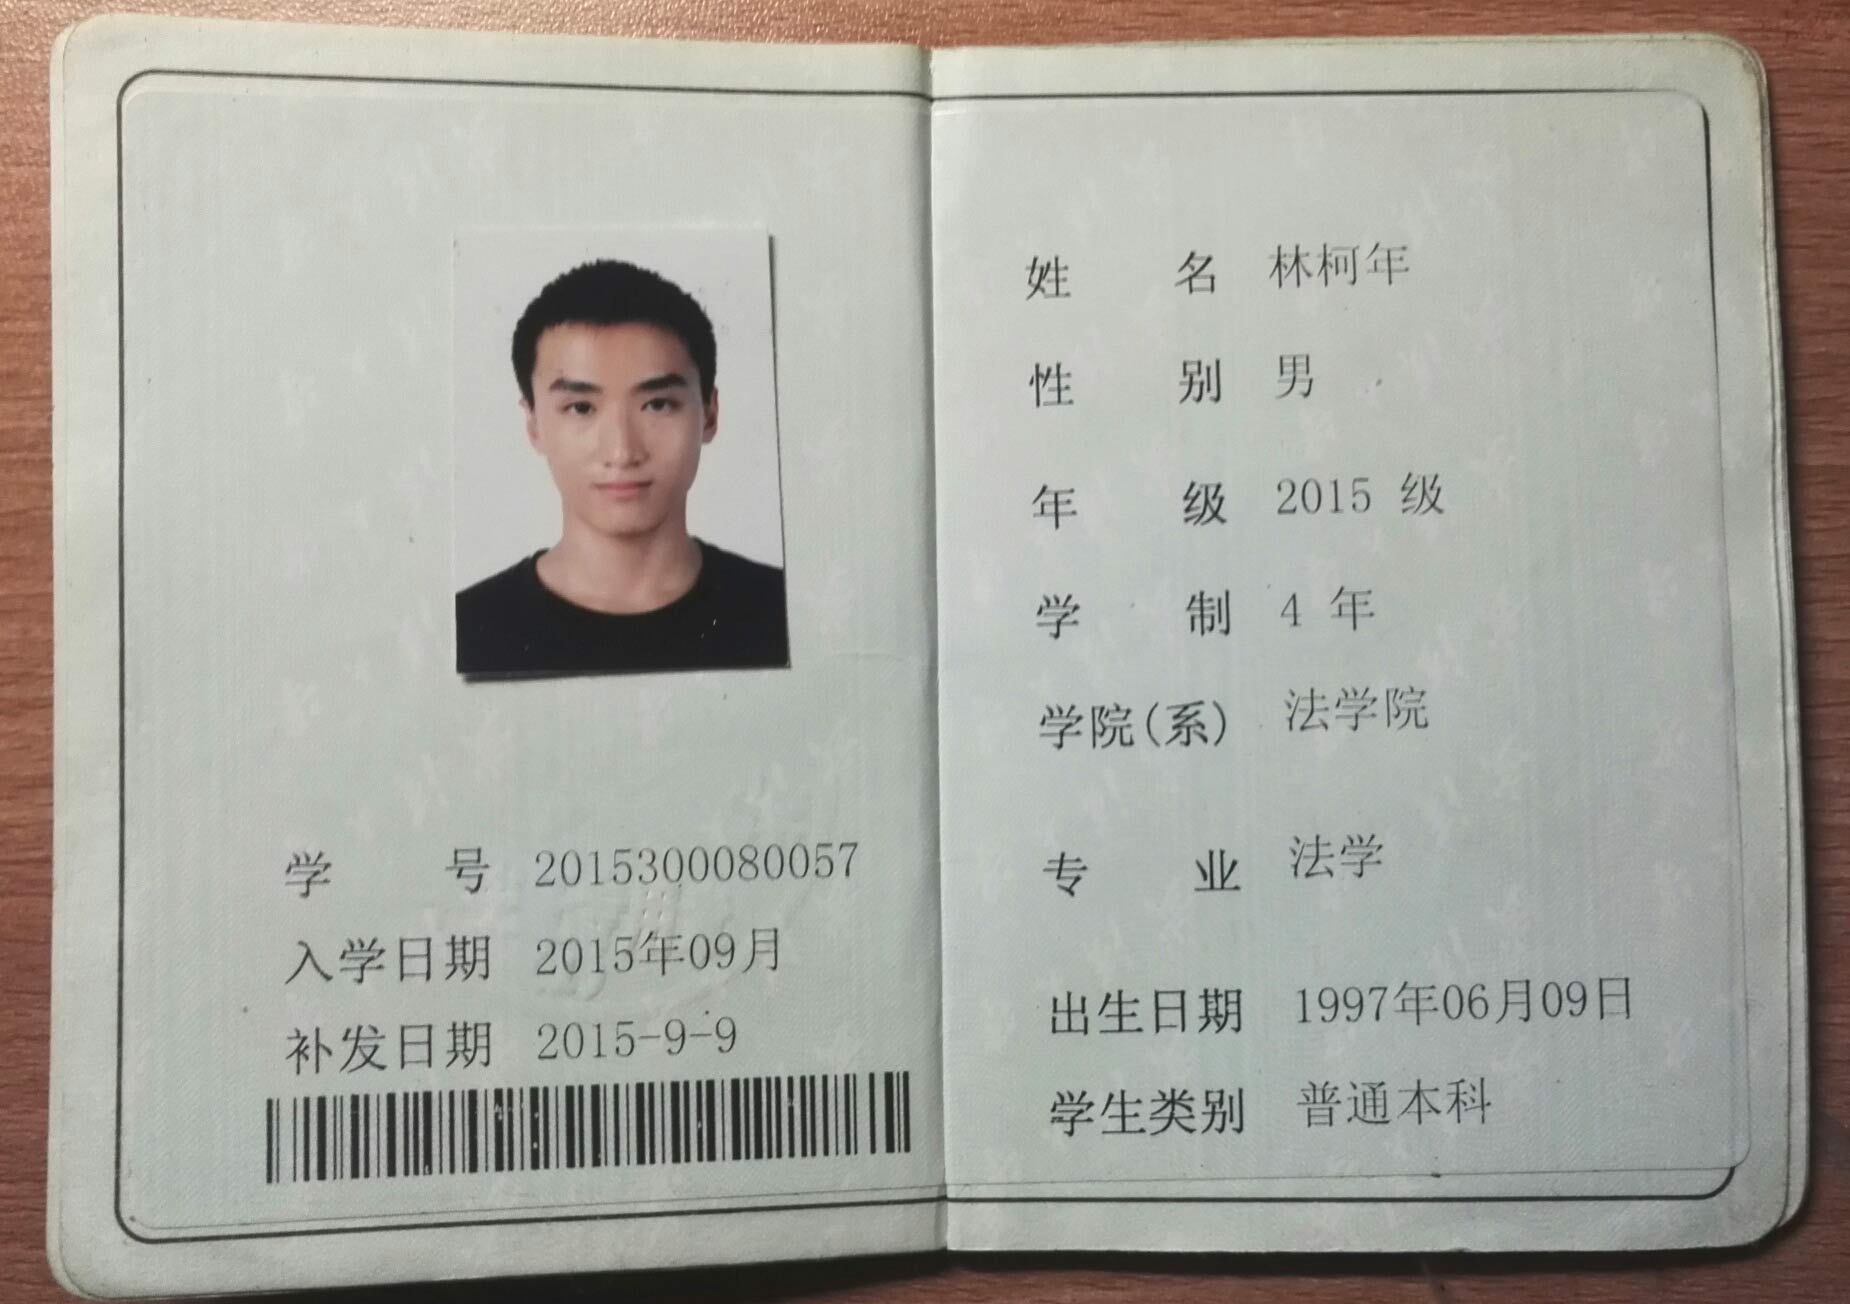 学号 2015300080057
入学日期 2015年09月
补发日期 2015-9-9
姓名 林柯年
性别 男
年级 2015 级
学制 4 年
学院(系) 法学院
专业 法学
出生日期 1997年06月09日
学生类别 普通本科